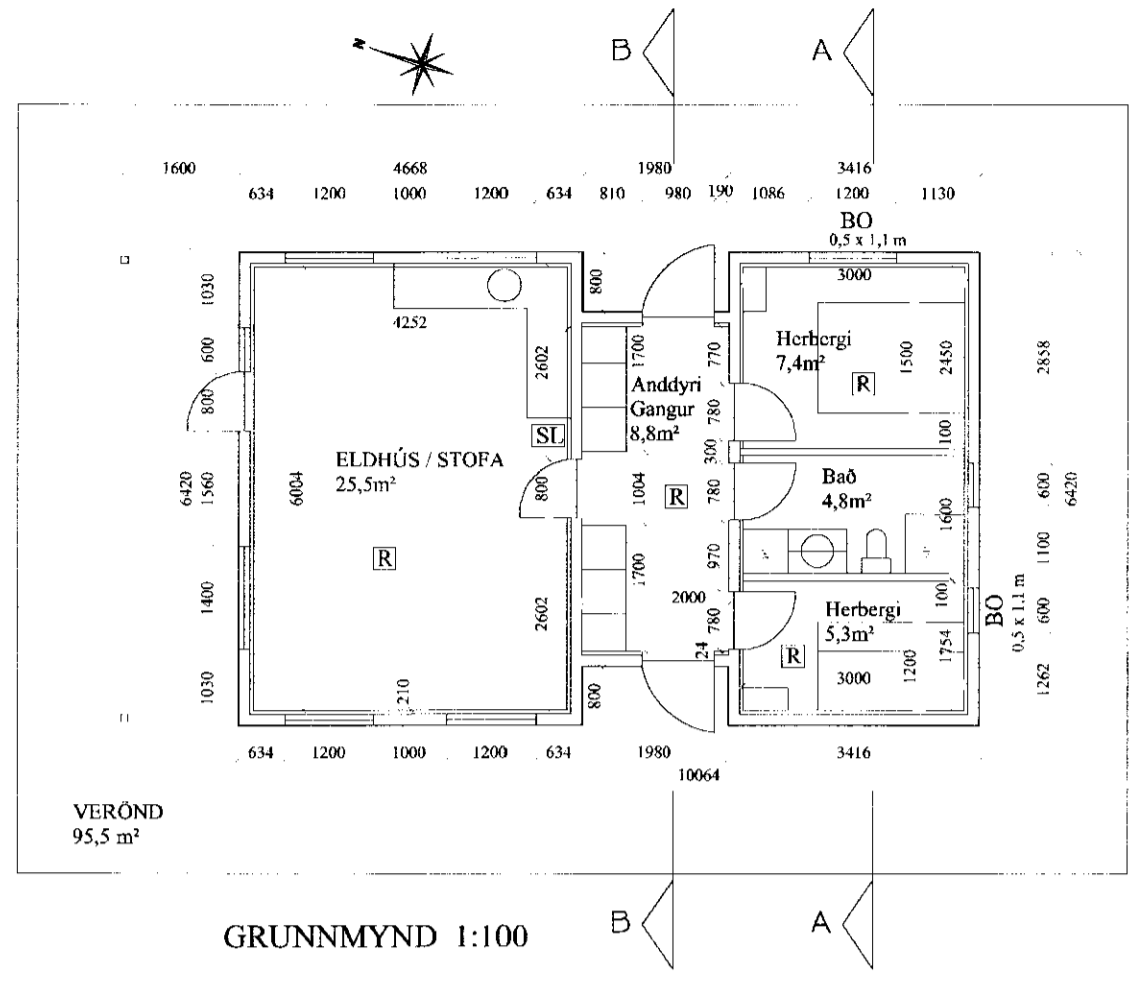 N
B
A
1600
4668
1980
3416
634 1200 1000 1200 634 810 980 190 1086 1200 1130
BO
0,5 x 1,1 m
3000
800
1030
4252
600
1700
770
Herbergi
7,4m²
1500
2450
2858
R
2602
Anddyri
Gangur
8,8m²
800
780
SL
300
100
ELDHÚS / STOFA
25,5m²
6420
1560
6004
800
1004
R
780
Bað
4,8m²
1600
600
6420
R
1400
1700
970
1100
2000
100
BO
0,5 x 1,1 m
2602
780
Herbergi
5,3m²
600
R
24
1200
1754
3000
1030
210
800
1262
634 1200 1000 1200 634 1980 3416
10064
VERÖND
95,5 m²
B
A
GRUNNMYND 1:100